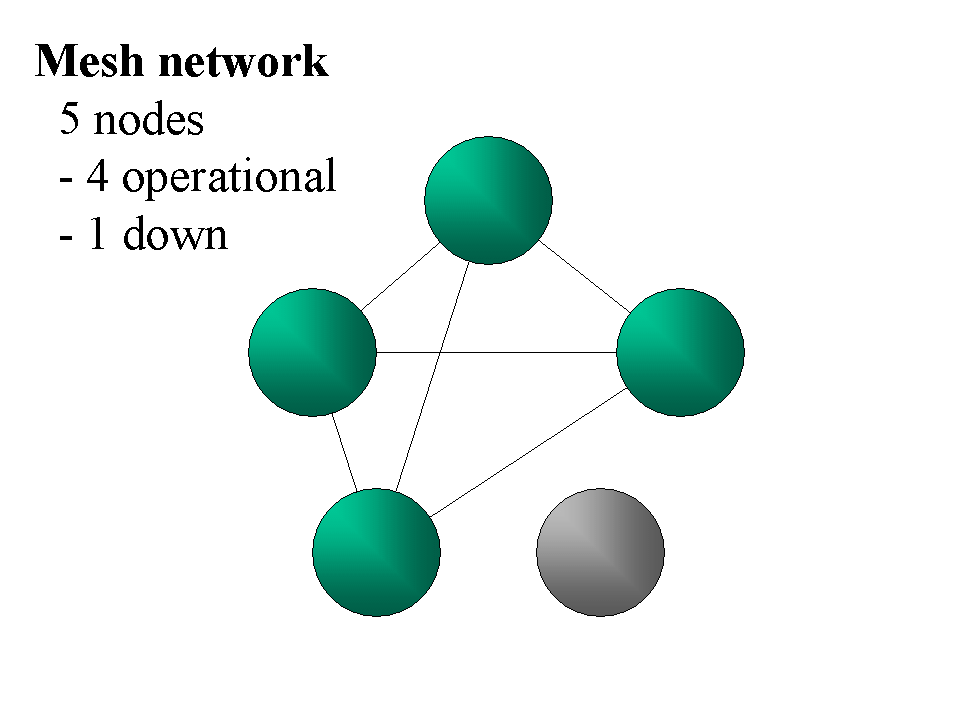 Mesh network
5 nodes
- 4 operational
- 1 down